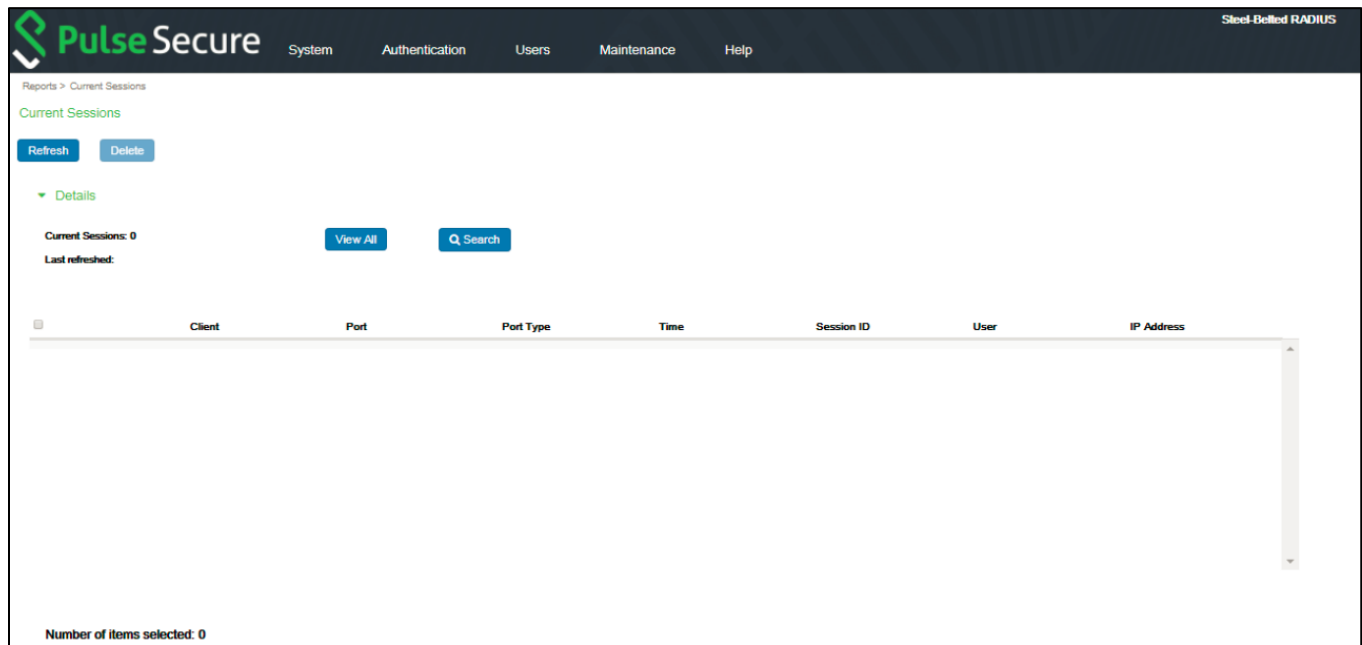 Steel-Belted RADIUS
Pulse Secure System Authentication Users Maintenance Help
Reports > Current Sessions
Current Sessions
Refresh Delete
Details
Current Sessions: 0 View All Search
Last refreshed:
Client Port Port Type Time Session ID User IP Address
Number of items selected: 0